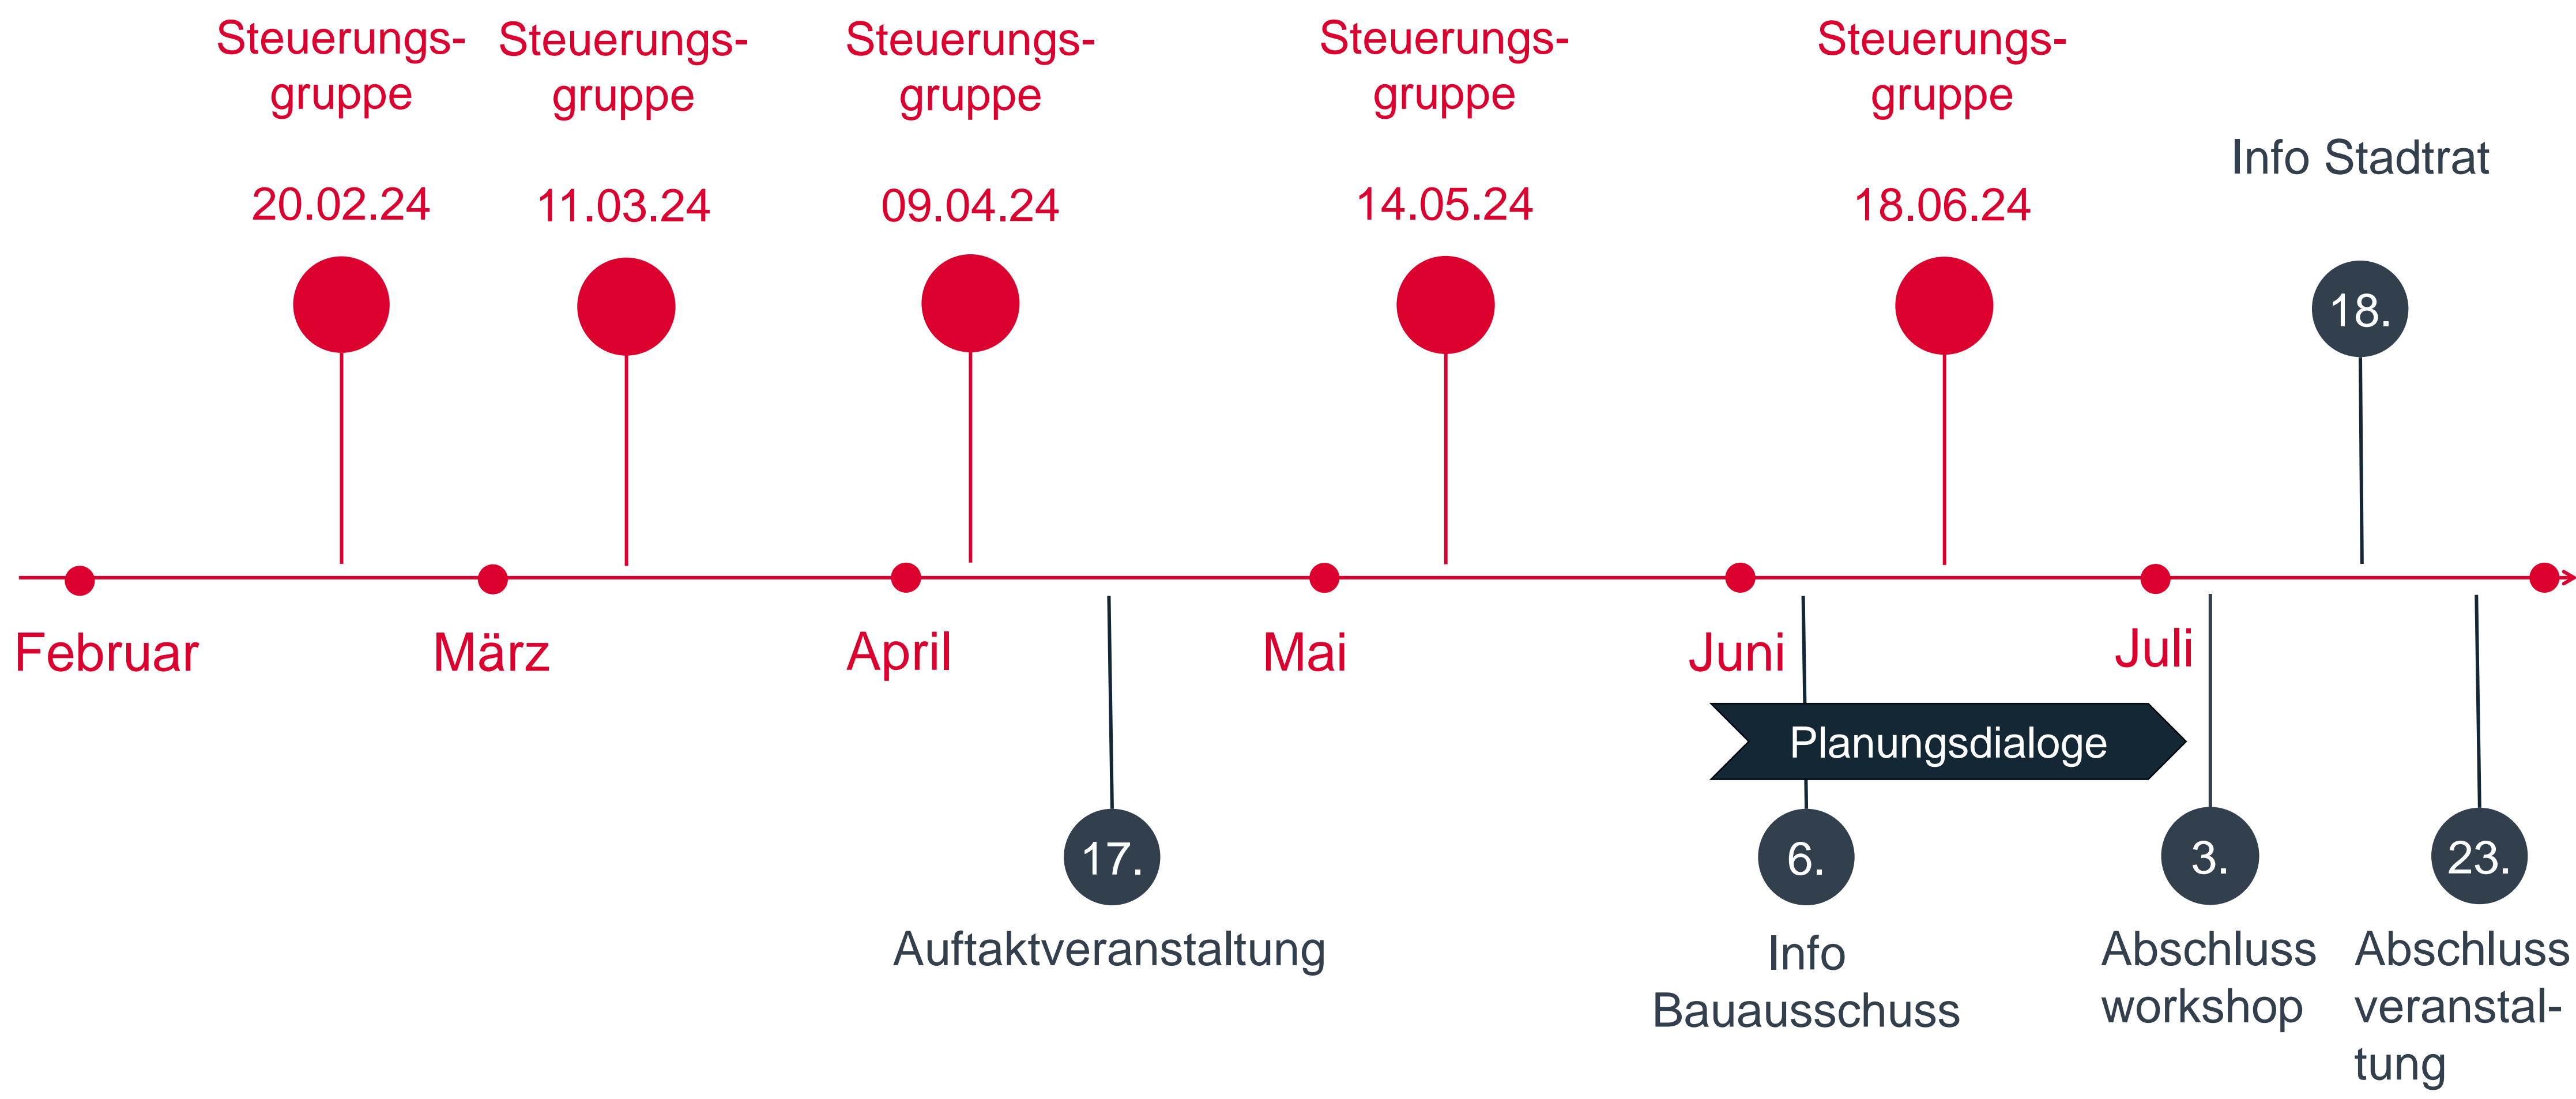 Steuerungs-
gruppe
20.02.24
Steuerungs-
gruppe
11.03.24
Steuerungs-
gruppe
09.04.24
Steuerungs-
gruppe
14.05.24
Steuerungs-
gruppe
18.06.24
Info Stadtrat
18.
Februar
März
April
Mai
Juni
Juli
Planungsdialoge
17.
Auftaktveranstaltung
6.
Info
Bauausschuss
3.
Abschluss
workshop
23.
Abschluss
veranstal-
tung